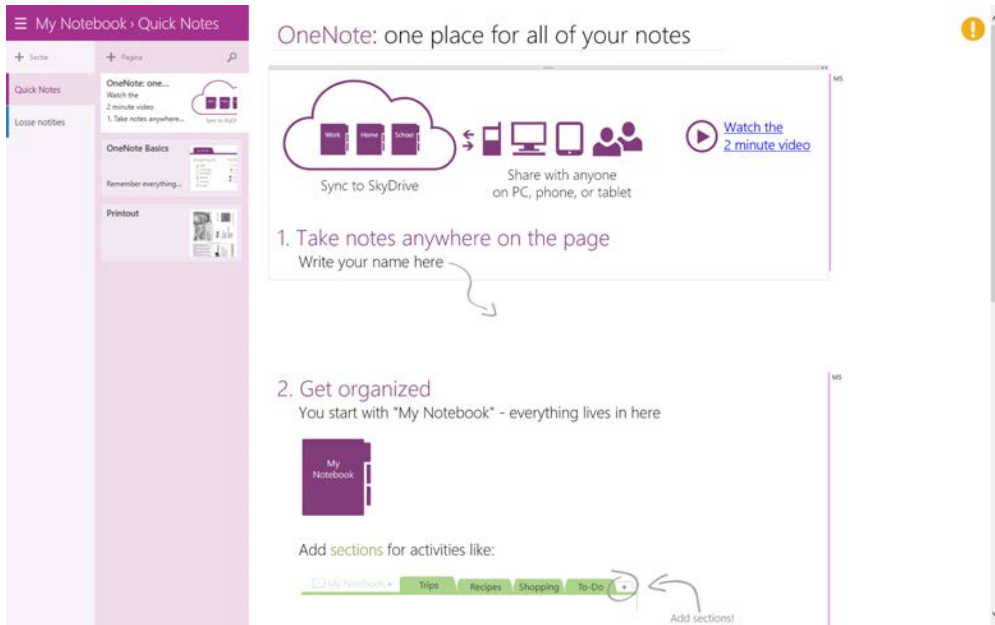 My Notebook › Quick Notes
+ Sectie
+ Pagina
Quick Notes
Losse notities
OneNote: one...
Watch the
2 minute video
1. Take notes anywhere...
OneNote Basics
Remember everything...
Printout
OneNote: one place for all of your notes
MS
Work Home School
Sync to SkyDrive
Share with anyone
on PC, phone, or tablet
Watch the
2 minute video
1. Take notes anywhere on the page
Write your name here
MS
2. Get organized
You start with "My Notebook" - everything lives in here
My
Notebook
Add sections for activities like:
My Notebook Trips Recipes Shopping To-Do +
Add sections!